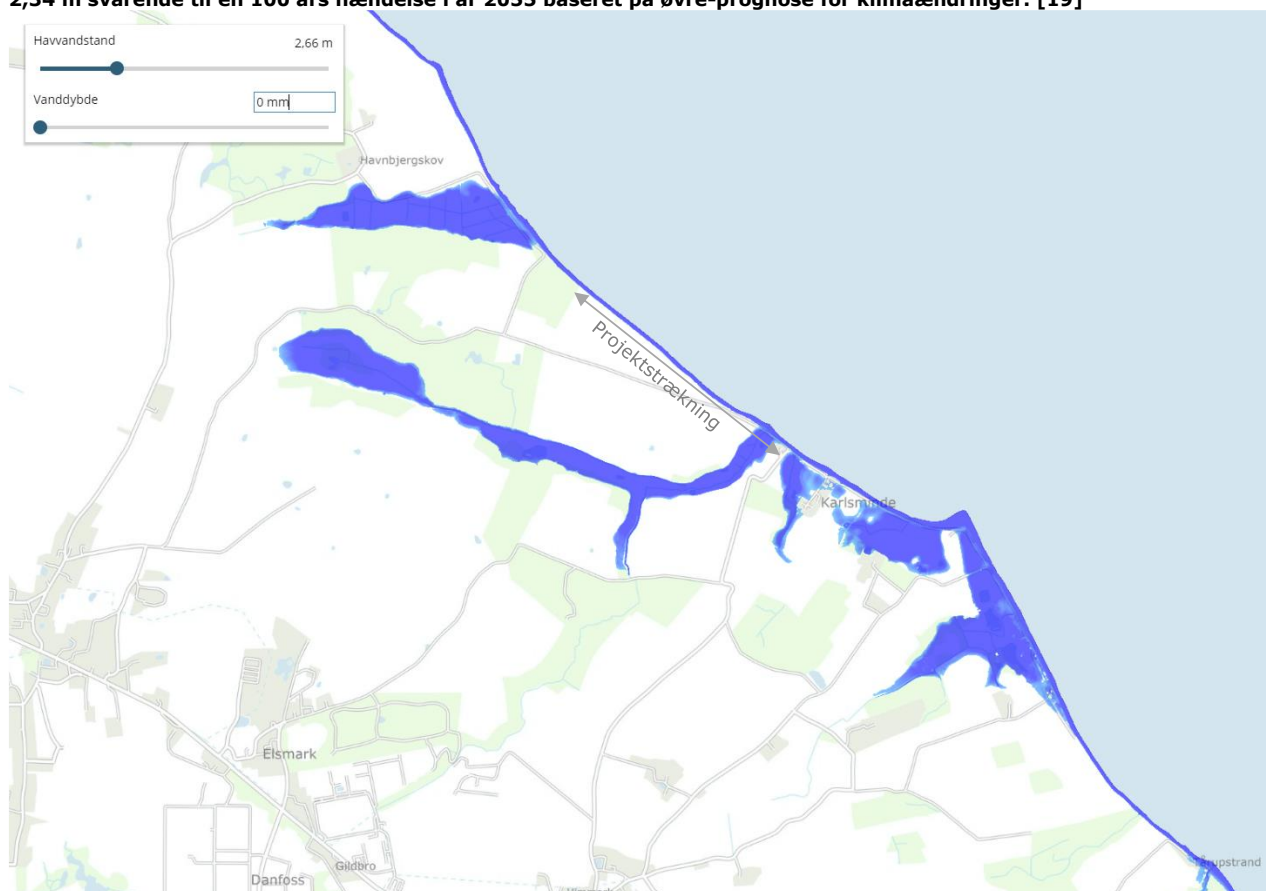 2,54 m svarende til en 100 års hændelse i år 2055 baseret på øvre-prognose for klimaændringer. [19]
Havvandstand 2,66 m
Vanddybde 0 mm
Havnbjergskov
Projektstrækning
Karlsminde
Elsmark
Gildbro
Danfoss